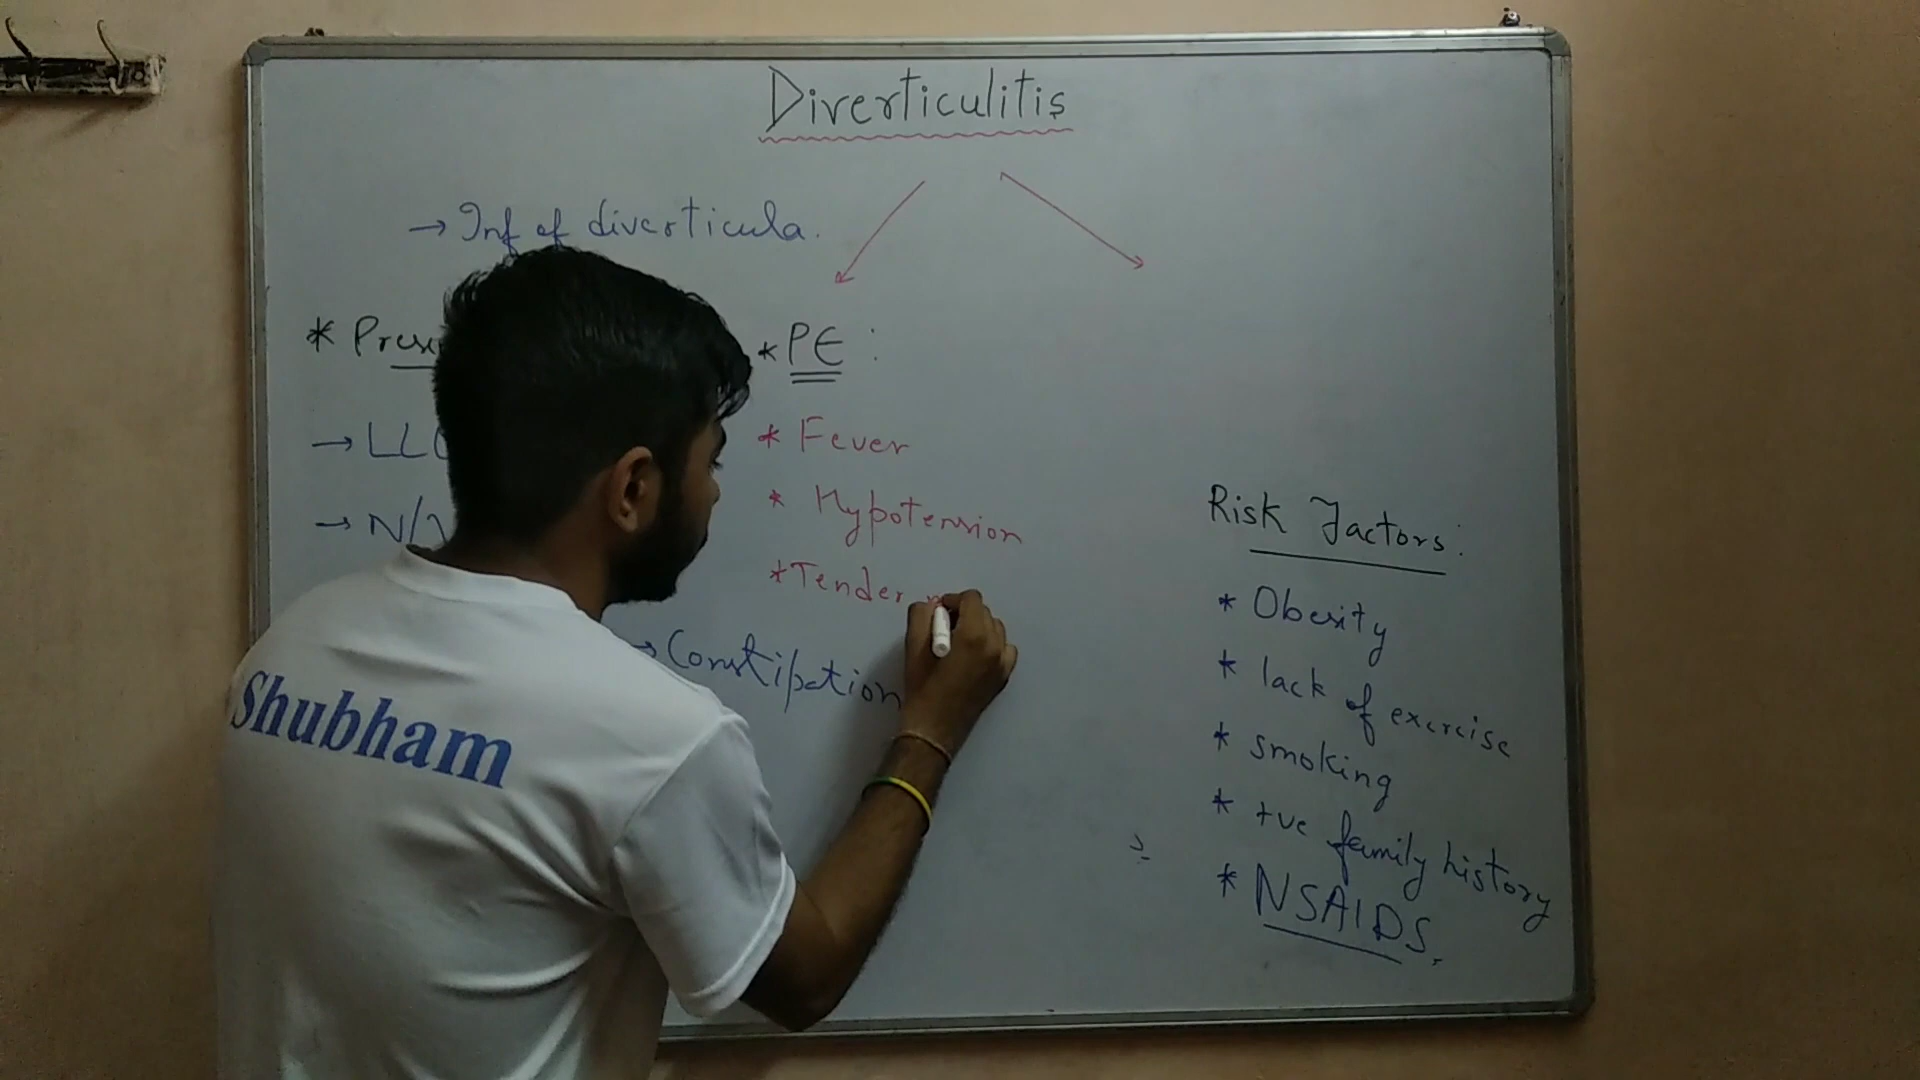 Diverticulitis
→ Inf of diverticula.
* PE :
→ LL
→ N/
* Fever
* Hypotension
* Tender
→ Constipation
Risk Factors:
* Obesity
* lack of exercise
* smoking
* +ve family history
* NSAIDS.
Shubham